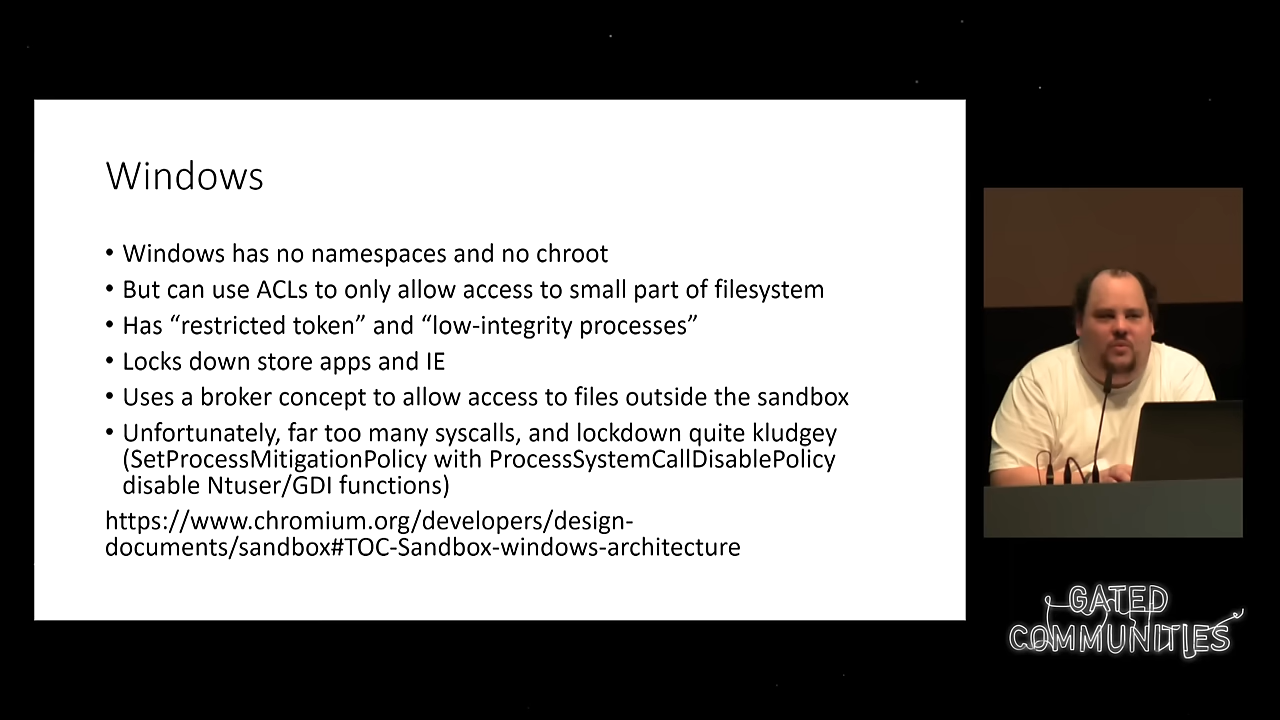 Windows
• Windows has no namespaces and no chroot
• But can use ACLs to only allow access to small part of filesystem
• Has “restricted token” and “low-integrity processes”
• Locks down store apps and IE
• Uses a broker concept to allow access to files outside the sandbox
• Unfortunately, far too many syscalls, and lockdown quite kludgey
(SetProcessMitigationPolicy with ProcessSystemCallDisablePolicy
disable Ntuser/GDI functions)
https://www.chromium.org/developers/design-
documents/sandbox#TOC-Sandbox-windows-architecture
GATED
COMMUNITIES